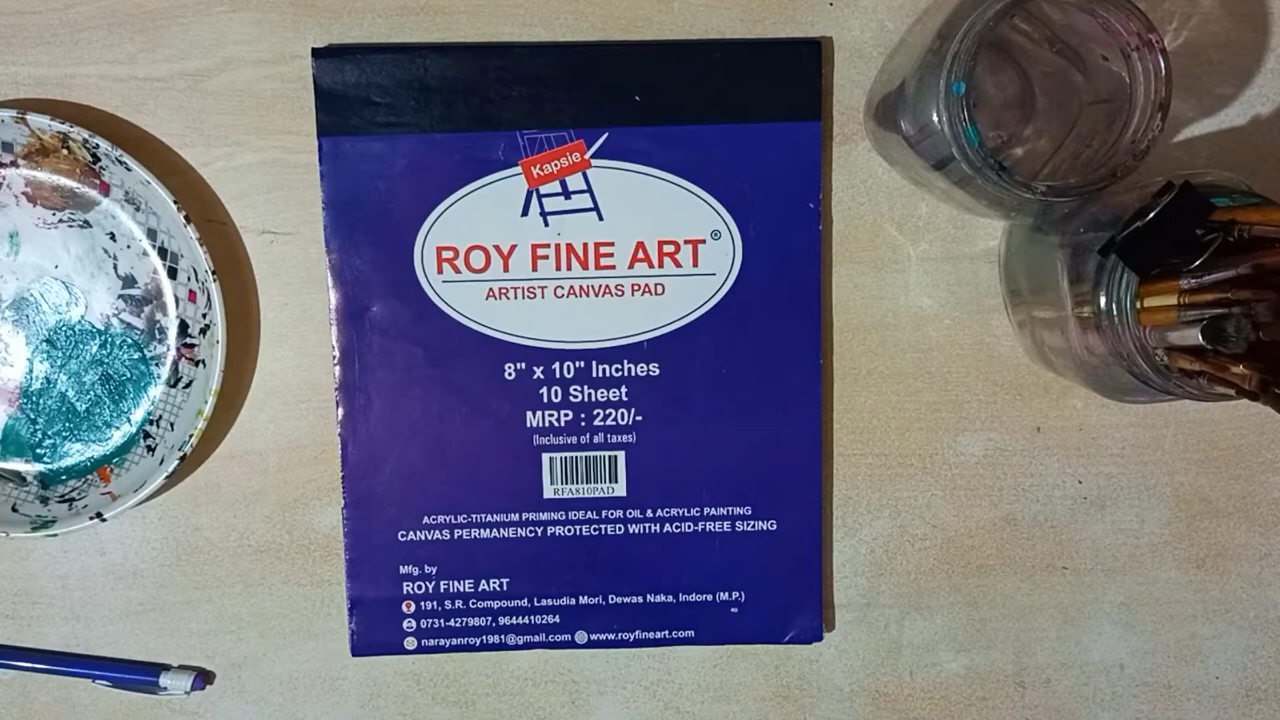 Kapsie
ROY FINE ART®
ARTIST CANVAS PAD
8" x 10" Inches
10 Sheet
MRP : 220/-
(Inclusive of all taxes)
RFA810PAD
ACRYLIC-TITANIUM PRIMING IDEAL FOR OIL & ACRYLIC PAINTING
CANVAS PERMANENCY PROTECTED WITH ACID-FREE SIZING
Mfg. by
ROY FINE ART
191, S.R. Compound, Lasudia Mori, Dewas Naka, Indore (M.P.)
0731-4279807, 9644410264
narayanroy1981@gmail.com www.royfineart.com